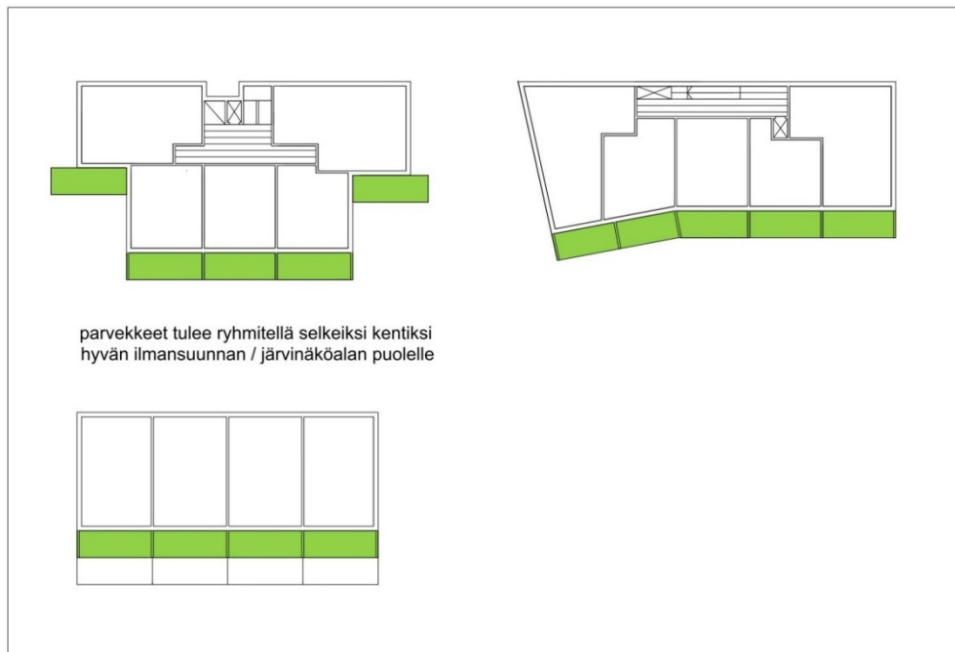 parvekkeet tulee ryhmitellä selkeiksi kentiksi
hyvän ilmansuunnan / järvinäköalan puolelle